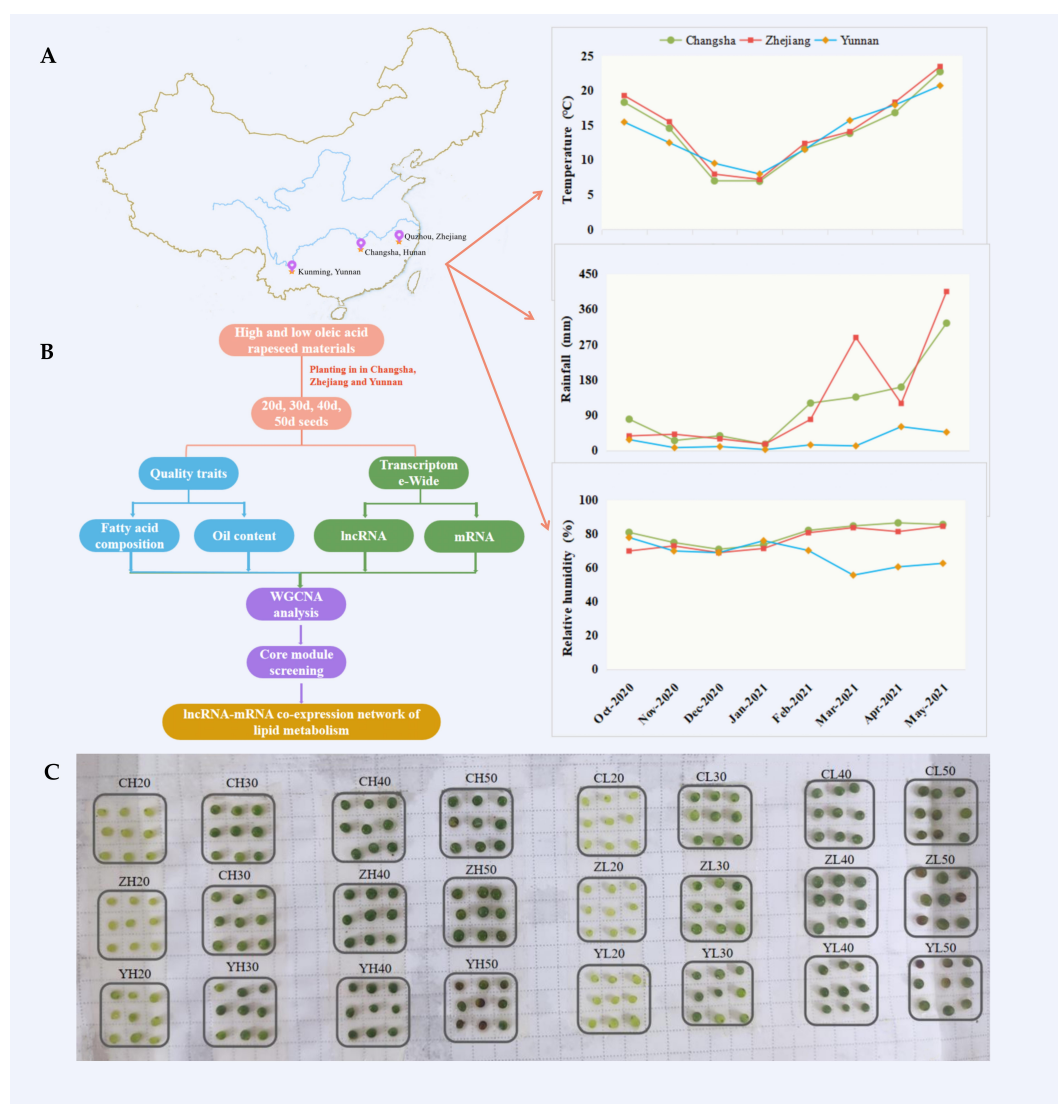 A
Changsha Zhejiang Yunnan
25
20
15
10
5
0
Temperature (℃)
Quzhou, Zhejiang
Changsha, Hunan
Kunming, Yunnan
450
360
270
180
90
0
Rainfall (mm)
100
80
60
40
20
0
Relative humidity (%)
Oct-2020
Nov-2020
Dec-2020
Jan-2021
Feb-2021
Mar-2021
Apr-2021
May-2021
B
High and low oleic acid
rapeseed materials
Planting in in Changsha,
Zhejiang and Yunnan
20d, 30d, 40d,
50d seeds
Quality traits
Transcriptom
e-Wide
Fatty acid
composition
Oil content
lncRNA
mRNA
WGCNA
analysis
Core module
screening
lncRNA-mRNA co-expression network of
lipid metabolism
C
CH20 CH30 CH40 CH50 CL20 CL30 CL40 CL50
ZH20 CH30 ZH40 ZH50 ZL20 ZL30 ZL40 ZL50
YH20 YH30 YH40 YH50 YL20 YL30 YL40 YL50